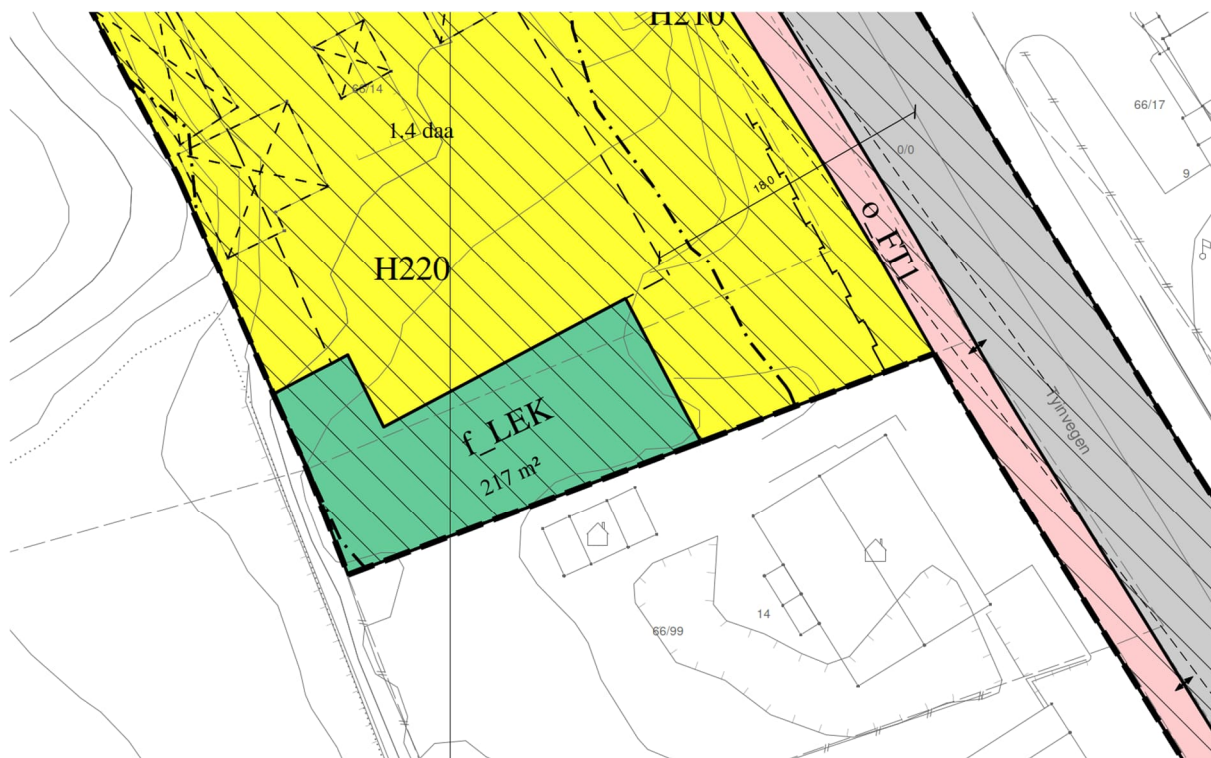 H210
66/14
1.4 daa
66/17
0/0
9
18,0
o_FT1
H220
f_LEK
217 m²
Tyinvegen
14
66/99